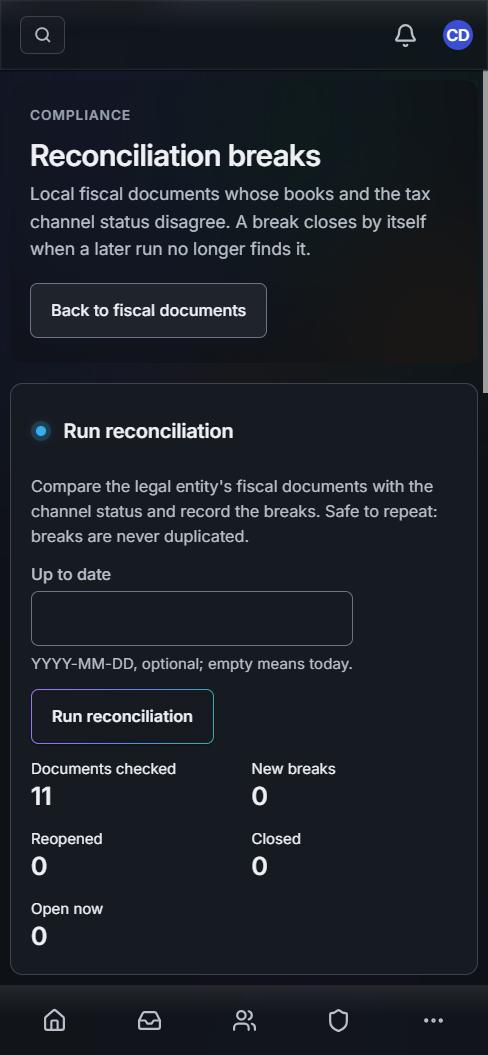 CD
COMPLIANCE
Reconciliation breaks
Local fiscal documents whose books and the tax
channel status disagree. A break closes by itself
when a later run no longer finds it.
Back to fiscal documents
Run reconciliation
Compare the legal entity's fiscal documents with the
channel status and record the breaks. Safe to repeat:
breaks are never duplicated.
Up to date
YYYY-MM-DD, optional; empty means today.
Run reconciliation
Documents checked
11
New breaks
0
Reopened
0
Closed
0
Open now
0